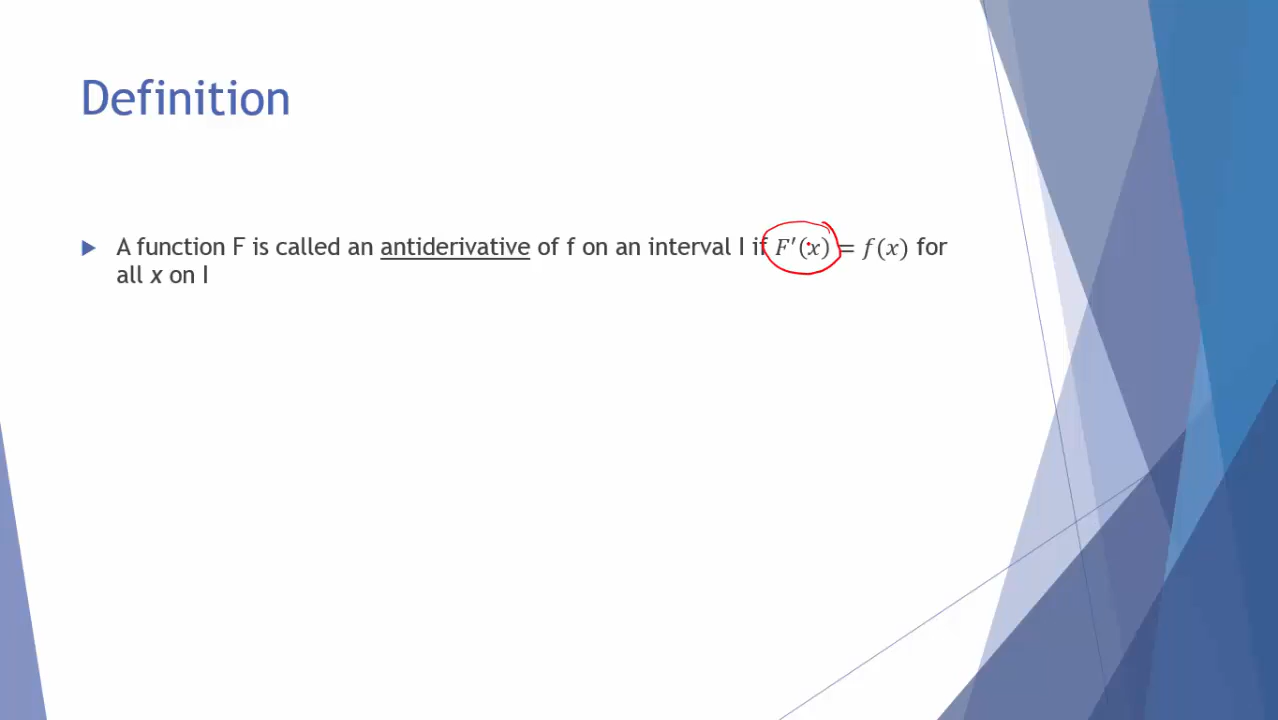 Definition
A function F is called an antiderivative of f on an interval I if F′(x) = f(x) for
all x on I